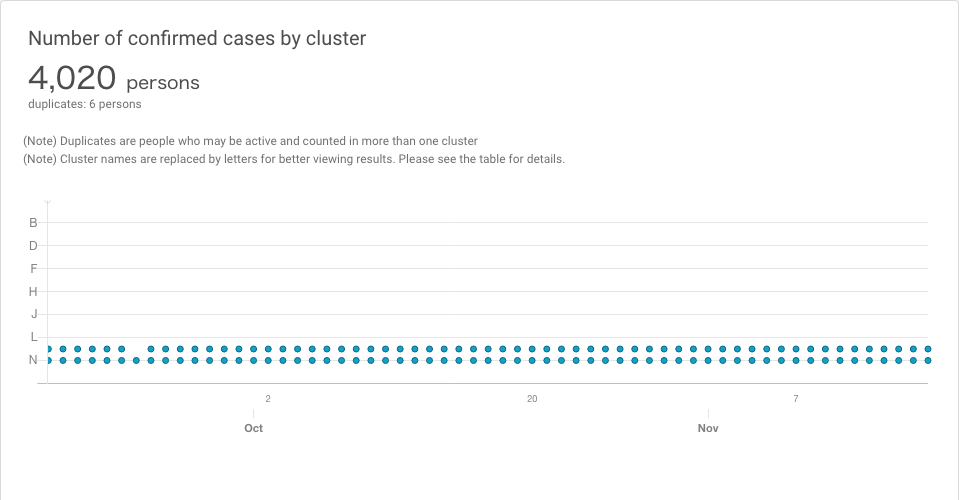 Number of confirmed cases by cluster
4,020 persons
duplicates: 6 persons
(Note) Duplicates are people who may be active and counted in more than one cluster
(Note) Cluster names are replaced by letters for better viewing results. Please see the table for details.
B
D
F
H
J
L
N
2 20 7
Oct Nov